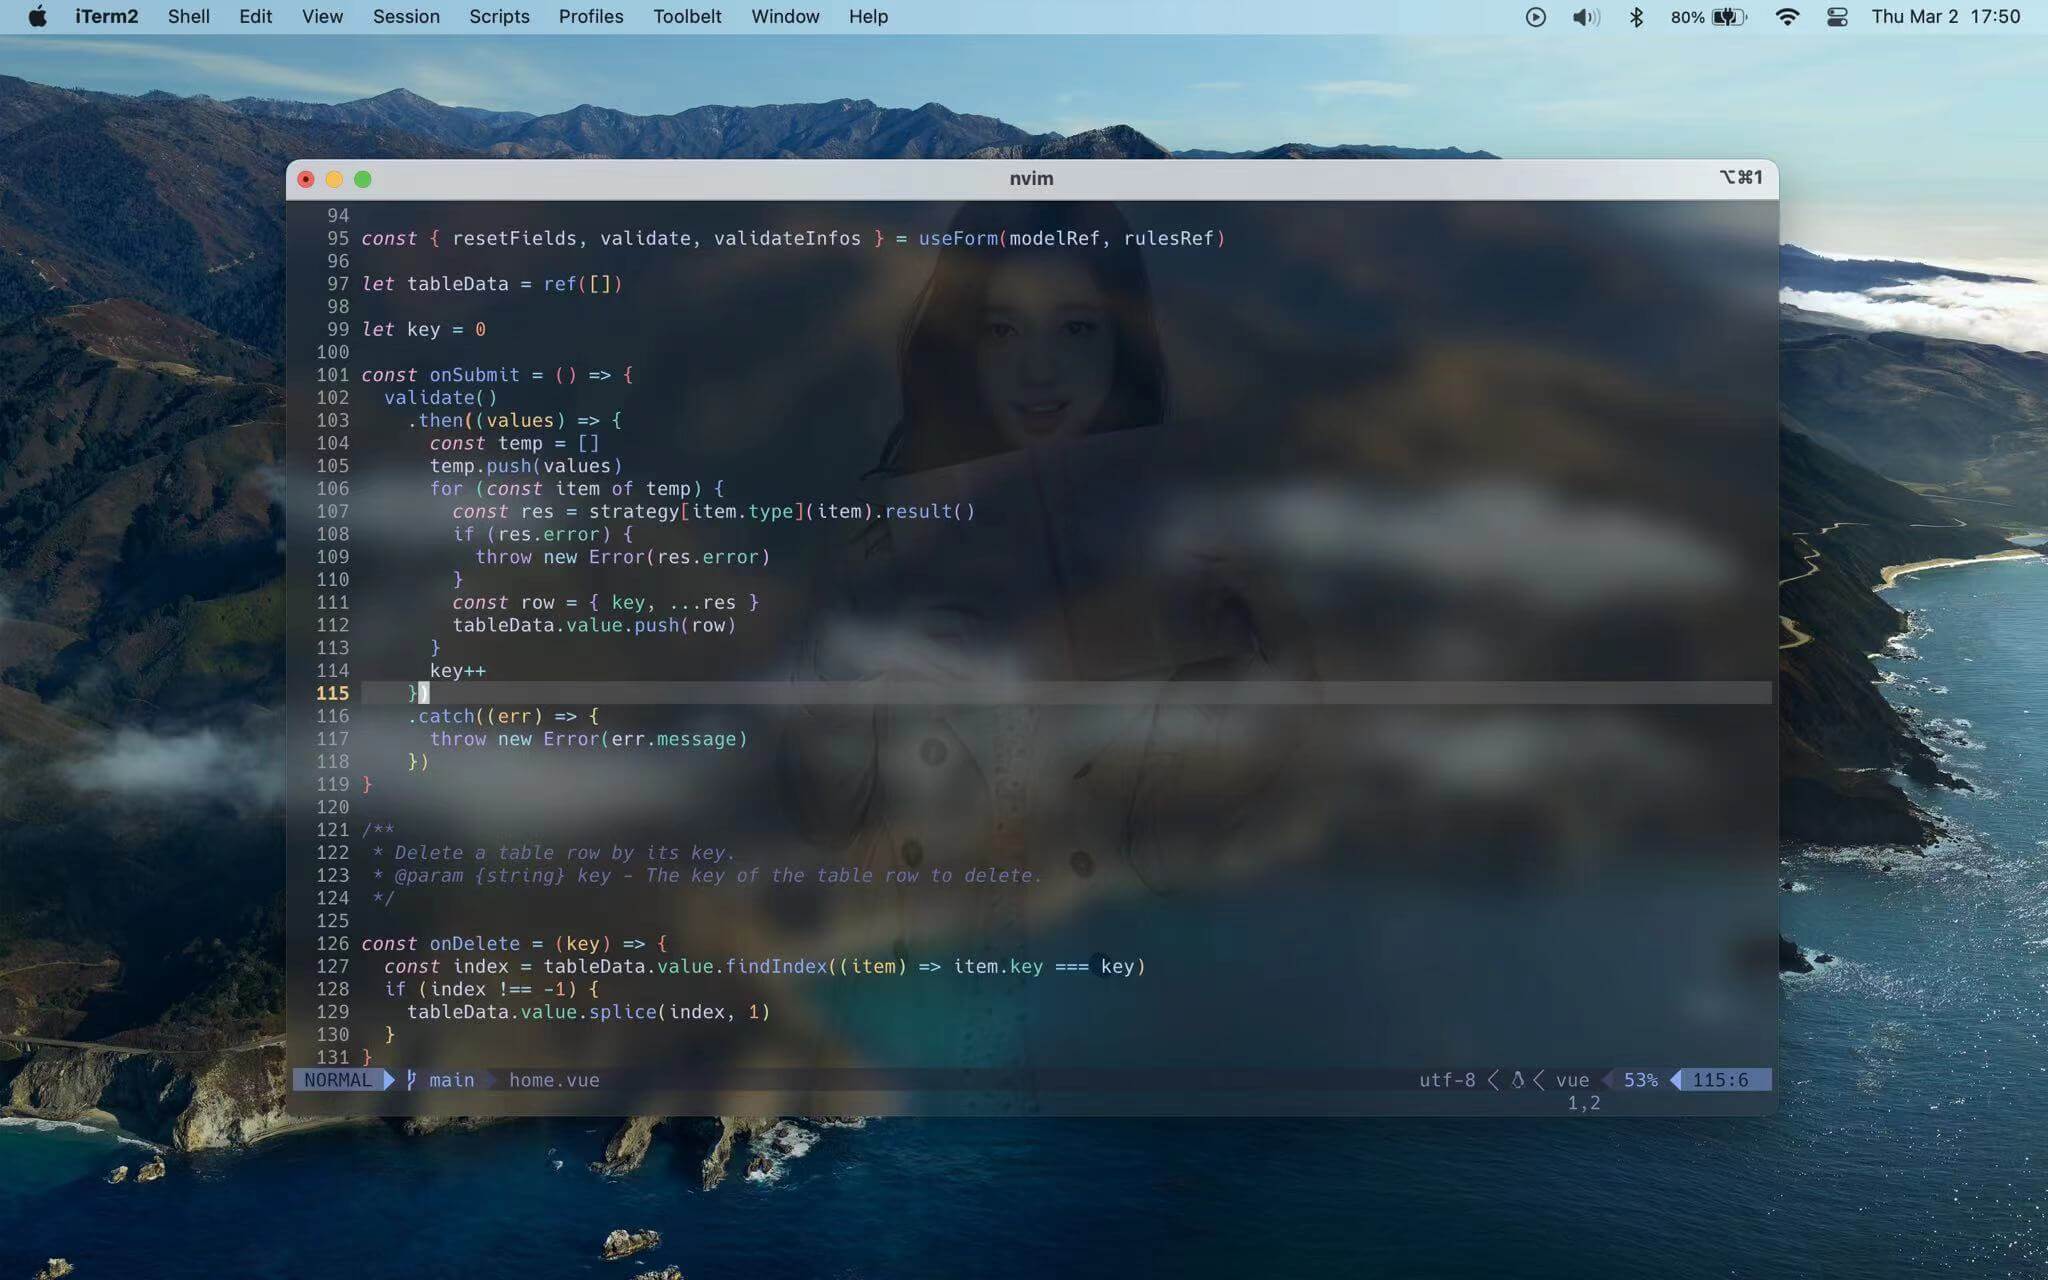 iTerm2 Shell Edit View Session Scripts Profiles Toolbelt Window Help 80% Thu Mar 2 17:50
nvim ⌥⌘1
94
95 const { resetFields, validate, validateInfos } = useForm(modelRef, rulesRef)
96
97 let tableData = ref([])
98
99 let key = 0
100
101 const onSubmit = () => {
102   validate()
103     .then((values) => {
104       const temp = []
105       temp.push(values)
106       for (const item of temp) {
107         const res = strategy[item.type](item).result()
108         if (res.error) {
109           throw new Error(res.error)
110         }
111         const row = { key, ...res }
112         tableData.value.push(row)
113       }
114       key++
115     })
116     .catch((err) => {
117       throw new Error(err.message)
118     })
119 }
120
121 /**
122  * Delete a table row by its key.
123  * @param {string} key - The key of the table row to delete.
124  */
125
126 const onDelete = (key) => {
127   const index = tableData.value.findIndex((item) => item.key === key)
128   if (index !== -1) {
129     tableData.value.splice(index, 1)
130   }
131 }
NORMAL main home.vue utf-8 vue 53% 115:6
1,2